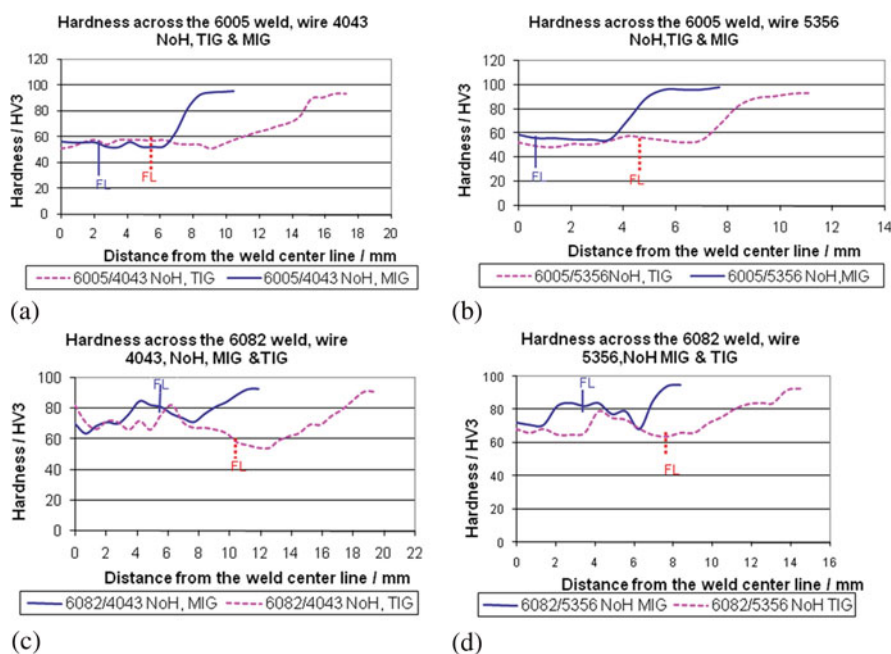 Hardness across the 6005 weld, wire 4043
NoH, TIG & MIG
Hardness / HV3
120
100
80
60
40
20
0
FL
FL
0 2 4 6 8 10 12 14 16 18 20
Distance from the weld center line / mm
6005/4043 NoH, TIG 6005/4043 NoH, MIG
(a)
Hardness across the 6005 weld, wire 5356
NoH,TIG & MIG
Hardness / HV3
120
100
80
60
40
20
0
FL
FL
0 2 4 6 8 10 12 14
Distance from the weld center line / mm
6005/5356NoH, TIG 6005/5356 NoH,MIG
(b)
Hardness across the 6082 weld, wire
4043, NoH, MIG &TIG
Hardness / HV3
100
80
60
40
20
0
FL
FL
0 2 4 6 8 10 12 14 16 18 20 22
Distance from the weld center line / mm
6082/4043 NoH, MIG 6082/4043 NoH, TIG
(c)
Hardness across the 6082 weld, wire
5356,NoH MIG & TIG
Hardness / HV3
100
80
60
40
20
0
FL
FL
0 2 4 6 8 10 12 14 16
Distance from the weld center line / mm
6082/5356 NoH MIG 6082/5356 NoH TIG
(d)